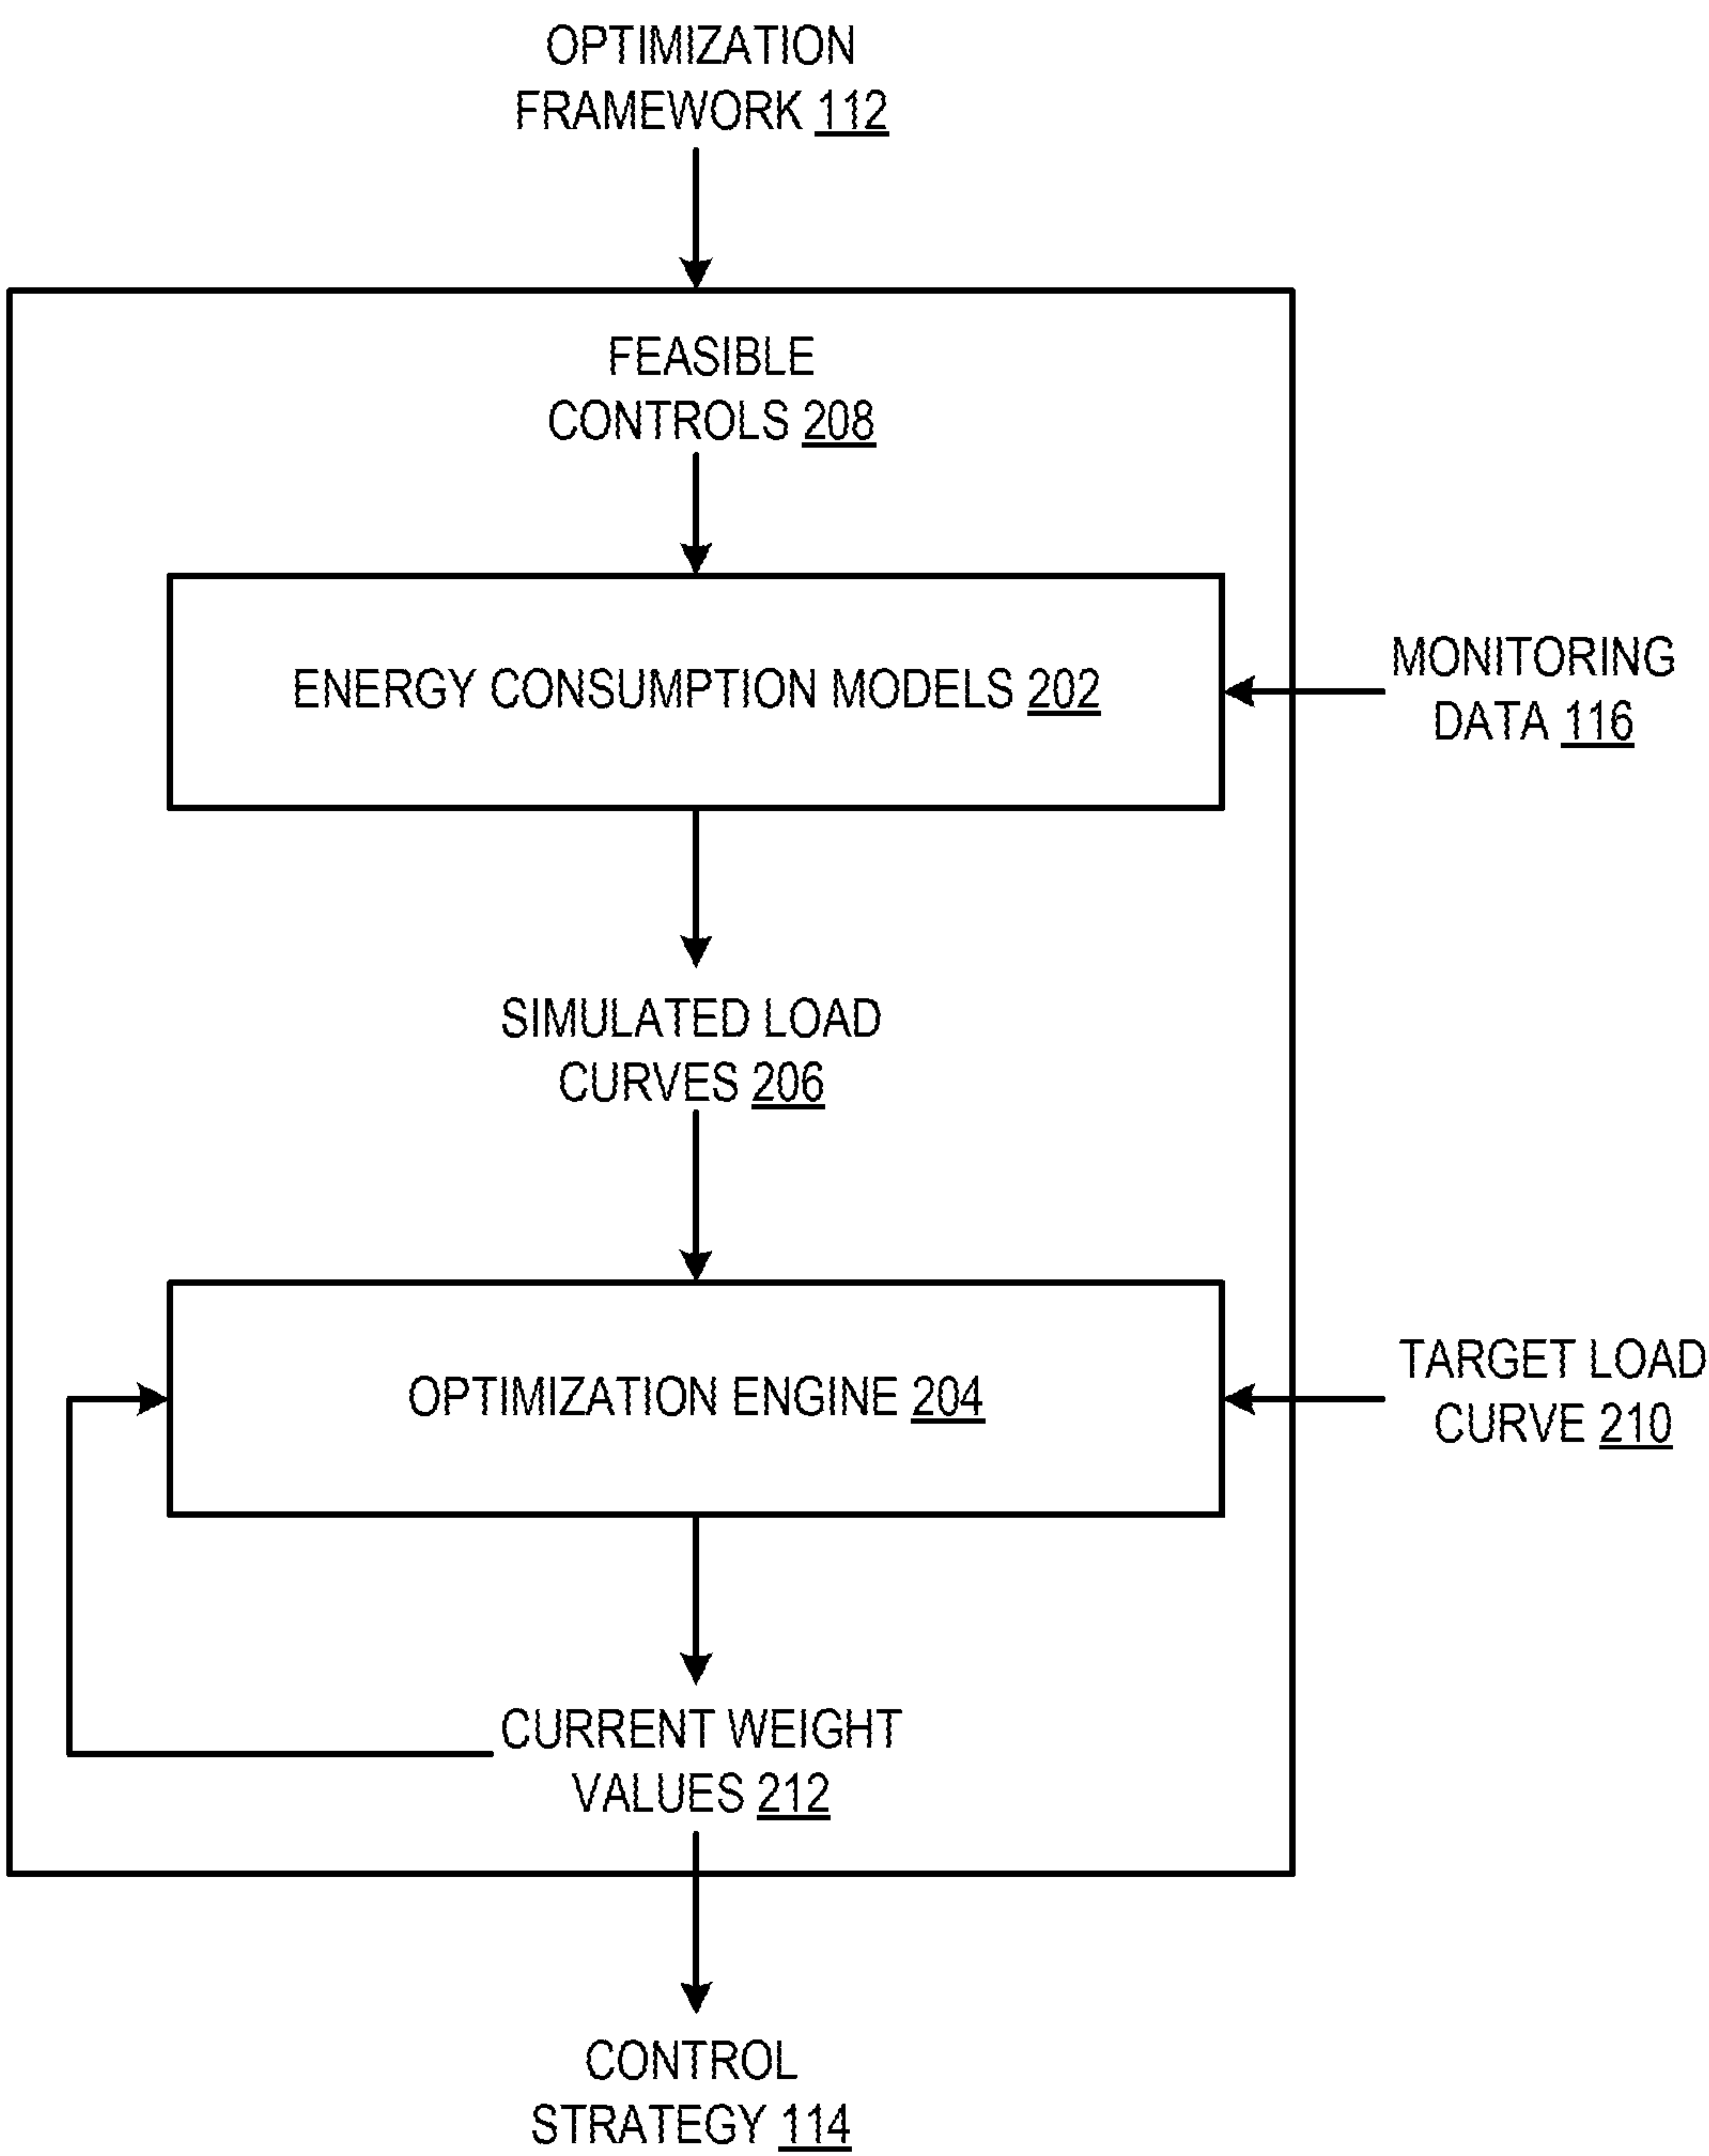 OPTIMIZATION
FRAMEWORK 112
FEASIBLE
CONTROLS 208
ENERGY CONSUMPTION MODELS 202
MONITORING
DATA 116
SIMULATED LOAD
CURVES 206
OPTIMIZATION ENGINE 204
TARGET LOAD
CURVE 210
CURRENT WEIGHT
VALUES 212
CONTROL
STRATEGY 114